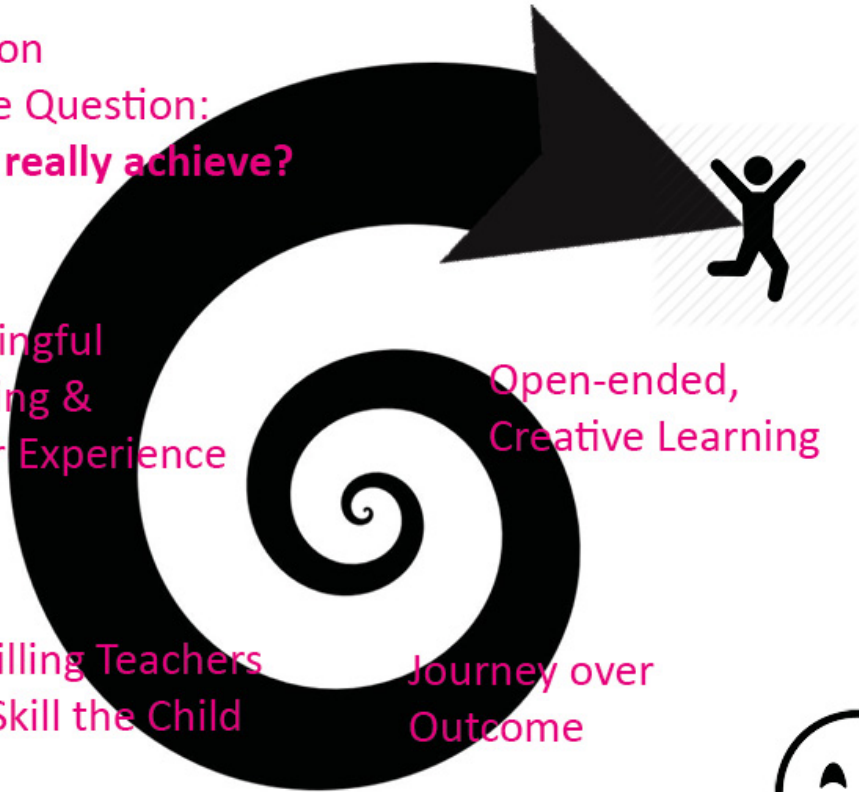 on
e Question:
really achieve?
ingful
ng &
r Experience
Open-ended,
Creative Learning
illing Teachers
Skill the Child
Journey over
Outcome